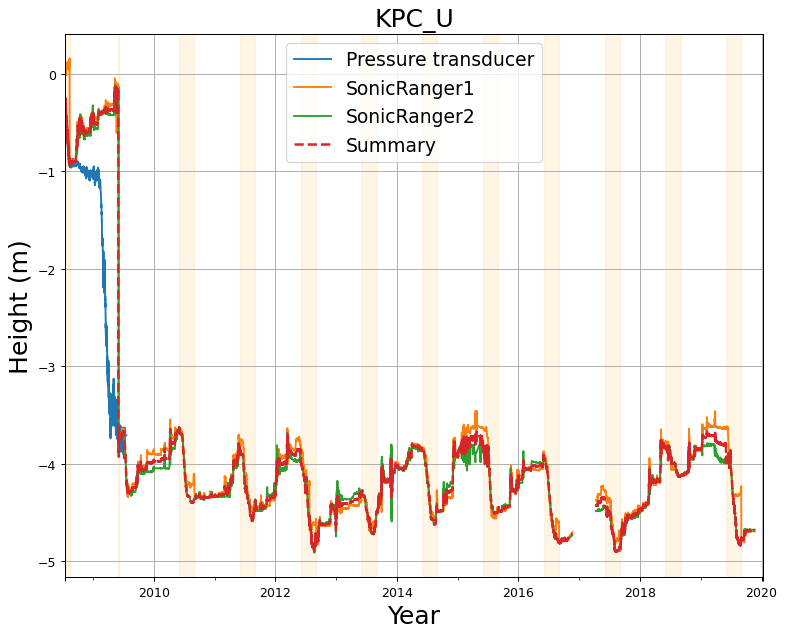 KPC_U
Pressure transducer
SonicRanger1
SonicRanger2
Summary
Height (m)
0
−1
−2
−3
−4
−5
2010 2012 2014 2016 2018 2020
Year